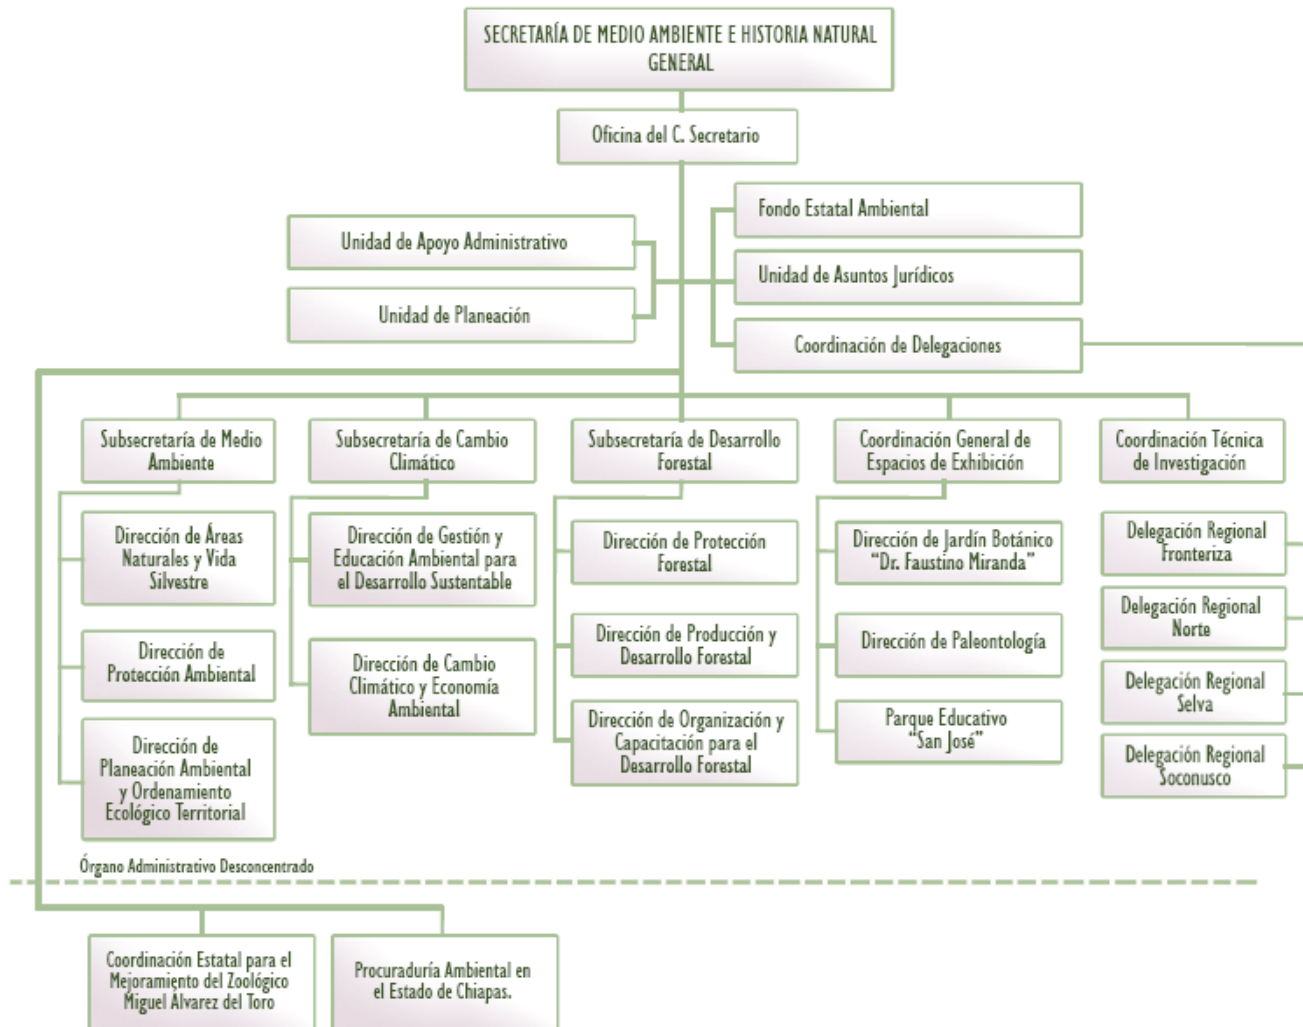 SECRETARÍA DE MEDIO AMBIENTE E HISTORIA NATURAL
GENERAL
Oficina del C. Secretario
Unidad de Apoyo Administrativo
Unidad de Planeación
Fondo Estatal Ambiental
Unidad de Asuntos Jurídicos
Coordinación de Delegaciones
Subsecretaría de Medio
Ambiente
Dirección de Áreas
Naturales y Vida
Silvestre
Dirección de
Protección Ambiental
Dirección de
Planeación Ambiental
y Ordenamiento
Ecológico Territorial
Subsecretaría de Cambio
Climático
Dirección de Gestión y
Educación Ambiental para
el Desarrollo Sustentable
Dirección de Cambio
Climático y Economía
Ambiental
Subsecretaría de Desarrollo
Forestal
Dirección de Protección
Forestal
Dirección de Producción y
Desarrollo Forestal
Dirección de Organización y
Capacitación para el
Desarrollo Forestal
Coordinación General de
Espacios de Exhibición
Dirección de Jardín Botánico
“Dr. Faustino Miranda”
Dirección de Paleontología
Parque Educativo
“San José”
Coordinación Técnica
de Investigación
Delegación Regional
Fronteriza
Delegación Regional
Norte
Delegación Regional
Selva
Delegación Regional
Soconusco
Órgano Administrativo Desconcentrado
Coordinación Estatal para el
Mejoramiento del Zoológico
Miguel Álvarez del Toro
Procuraduría Ambiental en
el Estado de Chiapas.